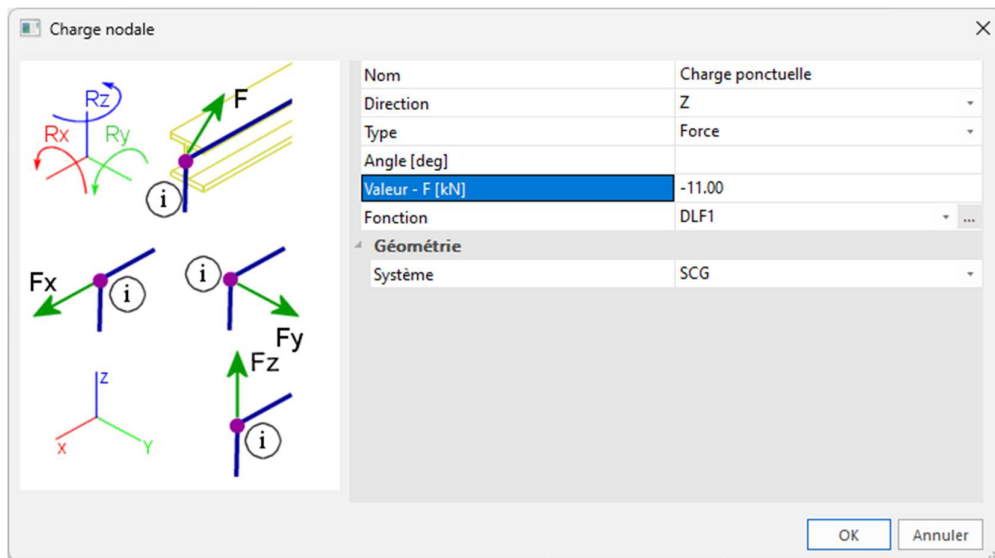 Charge nodale
Rz
Rx
Ry
F
i
Fx
i
i
Fy
Fz
z
x
Y
i
Nom Charge ponctuelle
Direction Z
Type Force
Angle [deg]
Valeur - F [kN] -11.00
Fonction DLF1 ...
Géométrie
Système SCG
OK Annuler